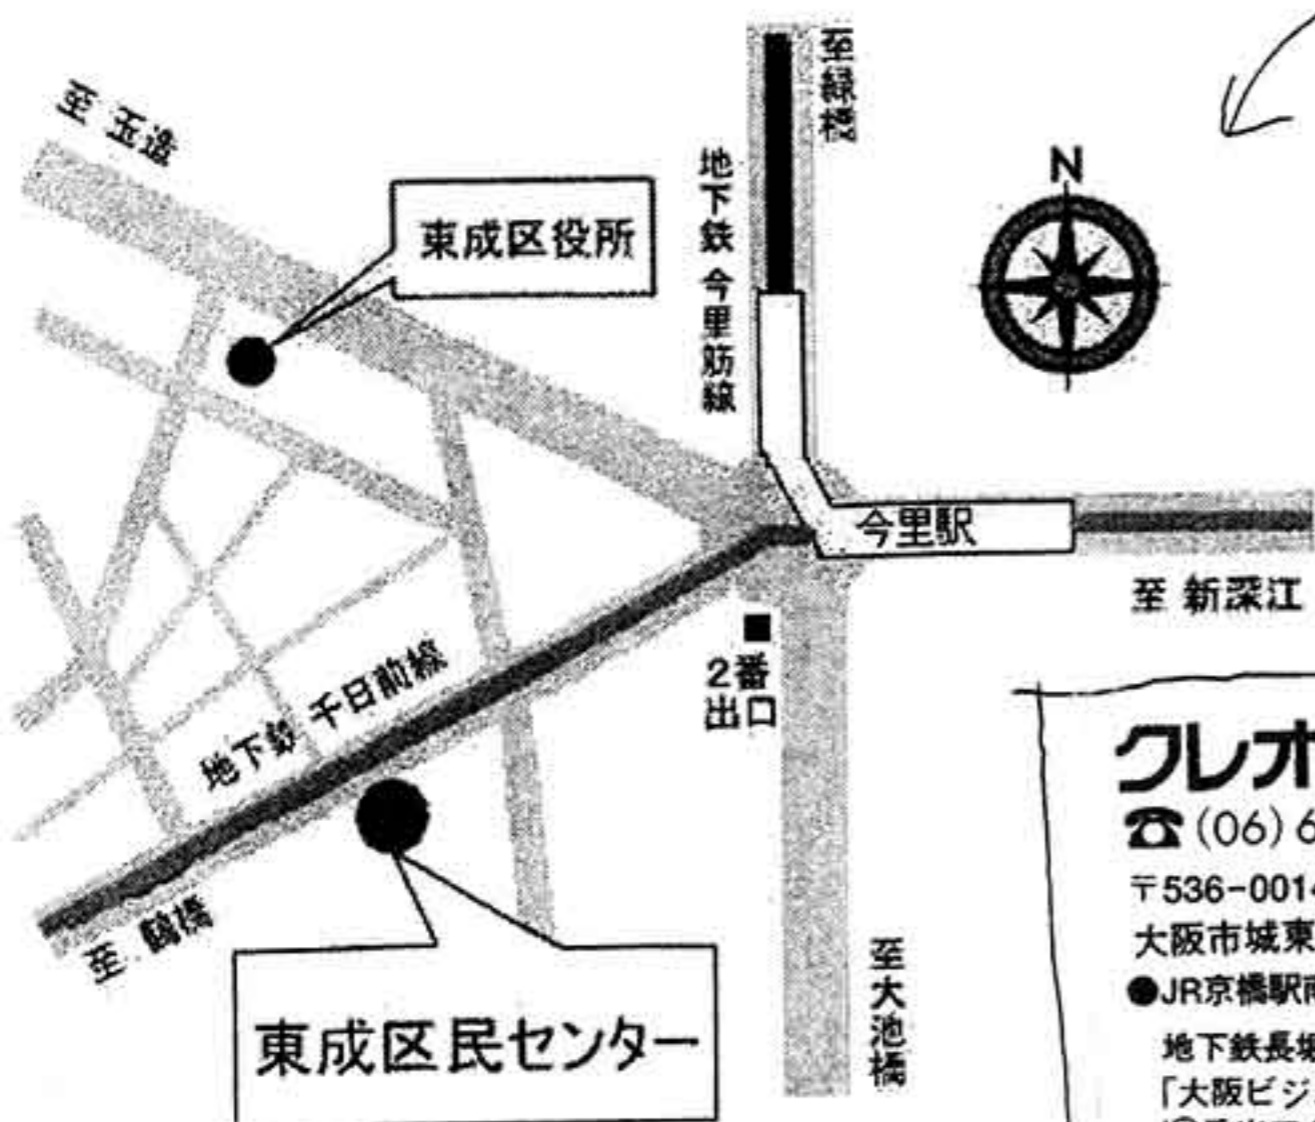 至 玉造
東成区役所
至緑橋
地下鉄 今里筋線
N
今里駅
至 新深江
2番
出口
地下鉄 千日前線
至 鶴橋
東成区民センター
至大池橋
クレオ
☎(06)6
〒536-0014
大阪市城東
●JR京橋駅南
地下鉄長堀
「大阪ビジ